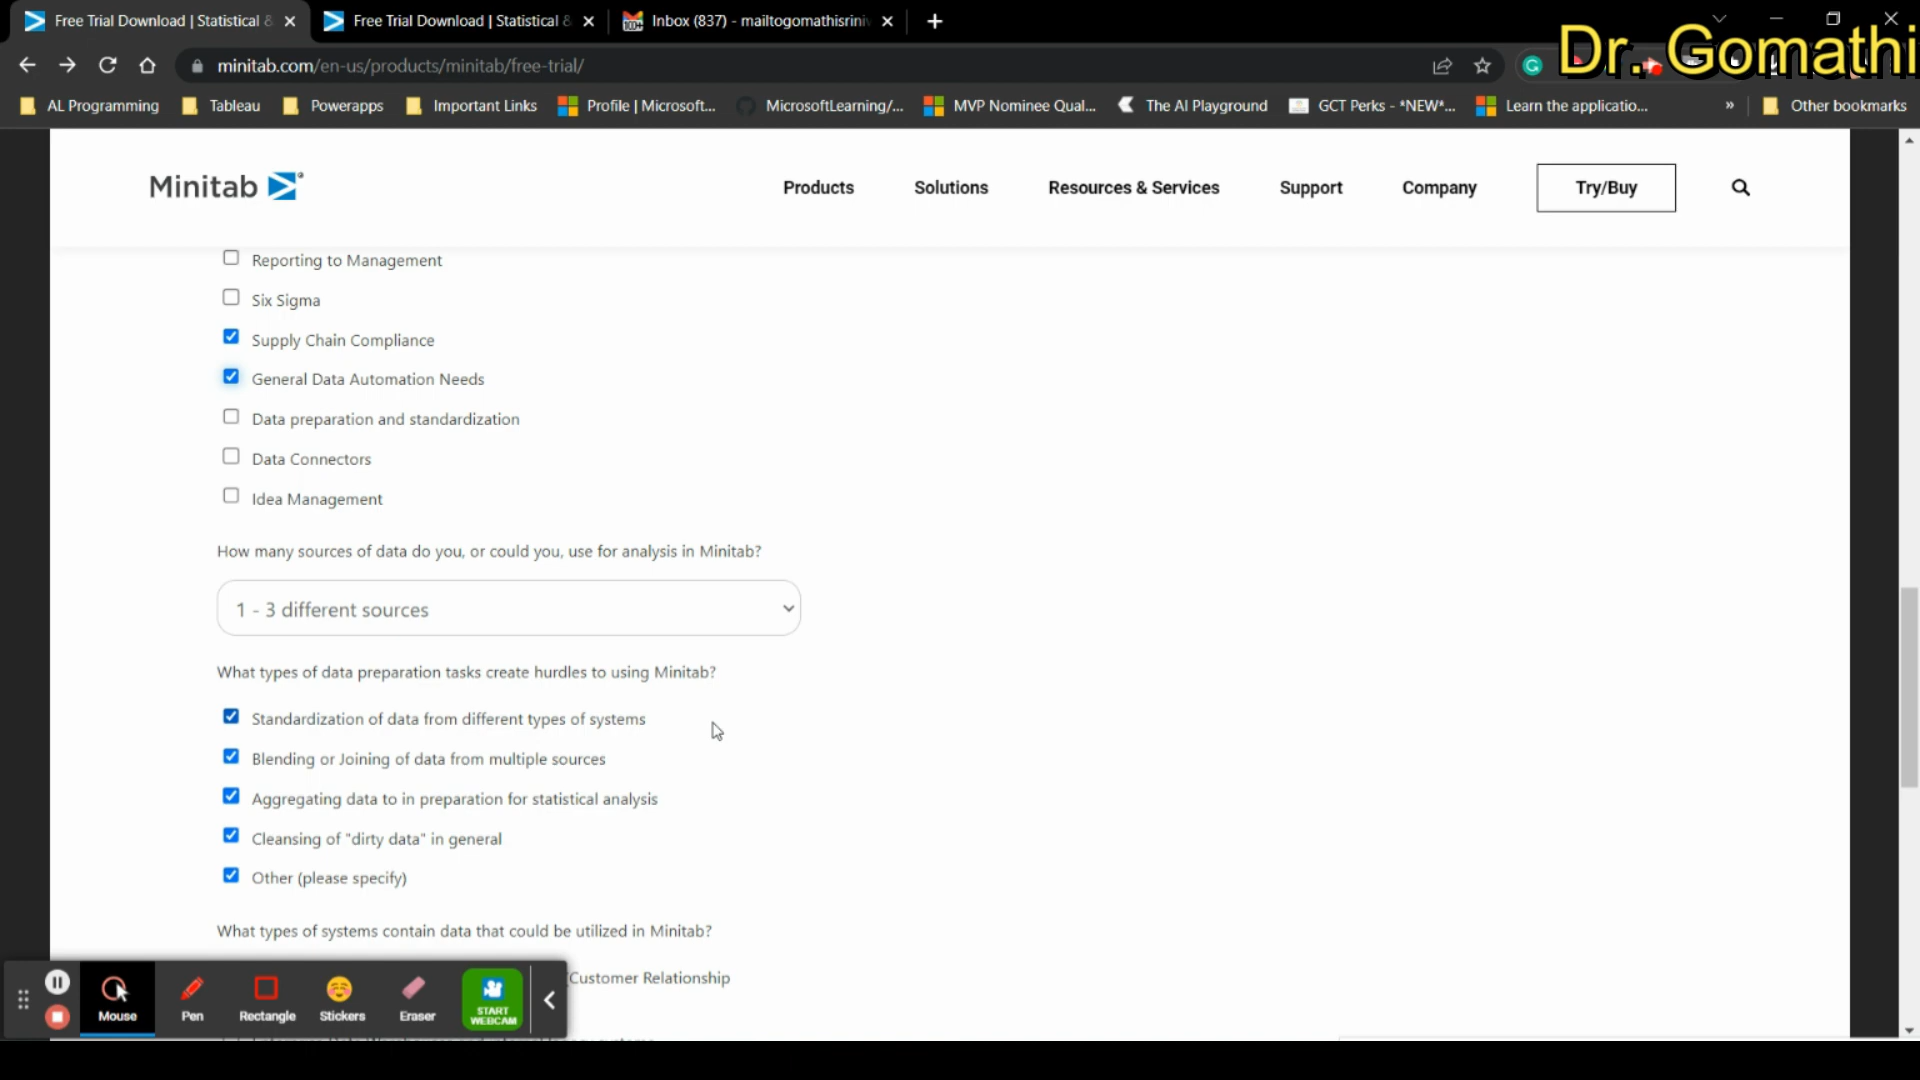 Free Trial Download | Statistical &
Free Trial Download | Statistical &
Inbox (837) - mailtogomathisriniv
Dr. Gomathi
minitab.com/en-us/products/minitab/free-trial/
AL Programming
Tableau
Powerapps
Important Links
Profile | Microsoft...
MicrosoftLearning/...
MVP Nominee Qual...
The AI Playground
GCT Perks - *NEW*...
Learn the applicatio...
»
Other bookmarks
Minitab
Products
Solutions
Resources & Services
Support
Company
Try/Buy
Reporting to Management
Six Sigma
Supply Chain Compliance
General Data Automation Needs
Data preparation and standardization
Data Connectors
Idea Management
How many sources of data do you, or could you, use for analysis in Minitab?
1 - 3 different sources
What types of data preparation tasks create hurdles to using Minitab?
Standardization of data from different types of systems
Blending or Joining of data from multiple sources
Aggregating data to in preparation for statistical analysis
Cleansing of "dirty data" in general
Other (please specify)
What types of systems contain data that could be utilized in Minitab?
(Customer Relationship
Mouse
Pen
Rectangle
Stickers
Eraser
START
WEBCAM